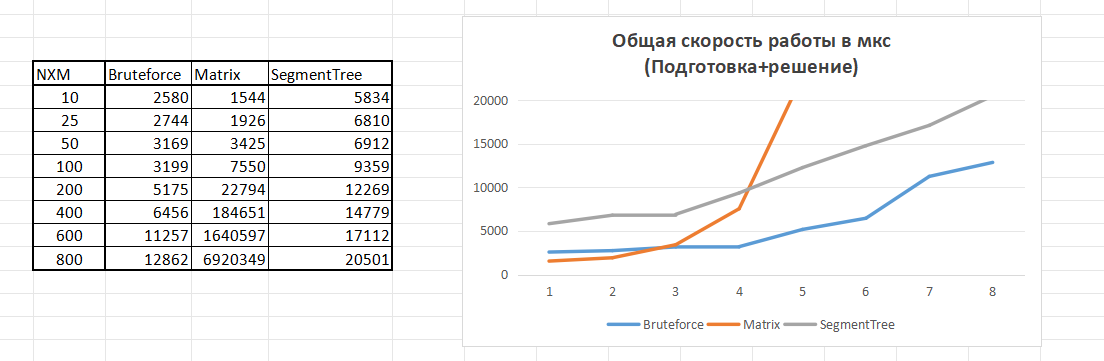 NXM Bruteforce Matrix SegmentTree
10 2580 1544 5834
25 2744 1926 6810
50 3169 3425 6912
100 3199 7550 9359
200 5175 22794 12269
400 6456 184651 14779
600 11257 1640597 17112
800 12862 6920349 20501
Общая скорость работы в мкс
(Подготовка+решение)
20000
15000
10000
5000
0
1 2 3 4 5 6 7 8
Bruteforce Matrix SegmentTree